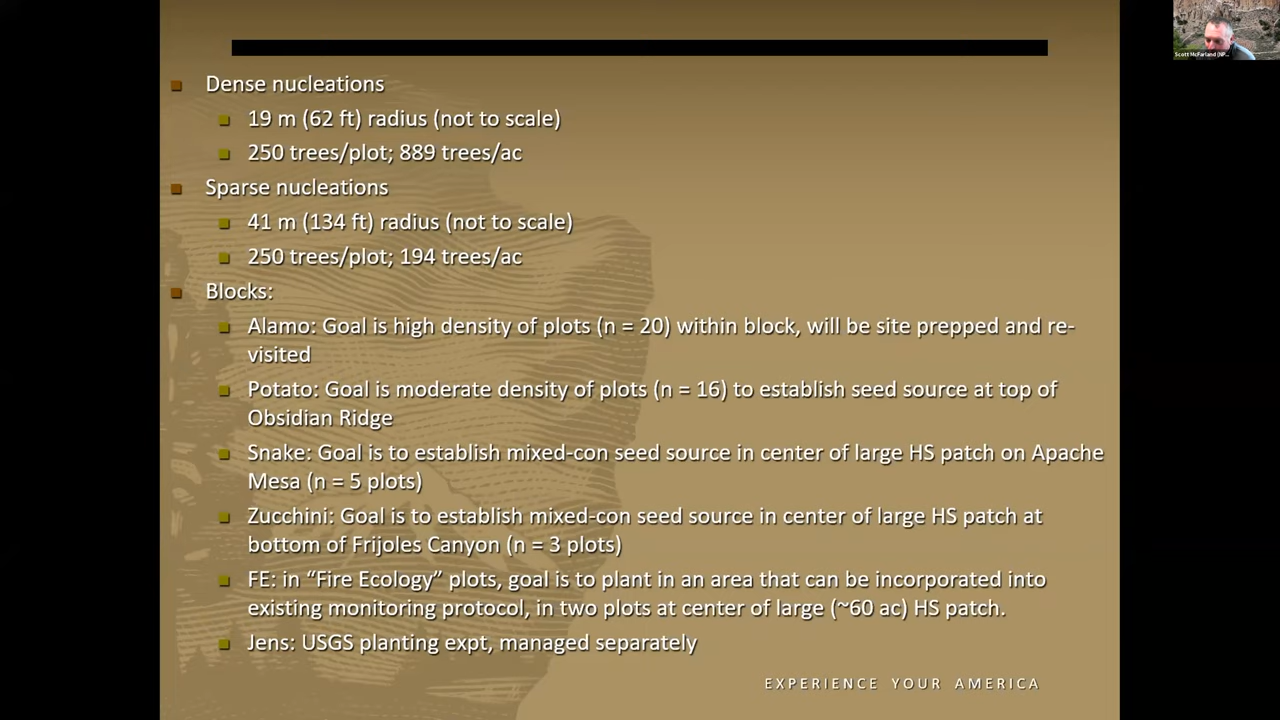 Dense nucleations
19 m (62 ft) radius (not to scale)
250 trees/plot; 889 trees/ac
Sparse nucleations
41 m (134 ft) radius (not to scale)
250 trees/plot; 194 trees/ac
Blocks:
Alamo: Goal is high density of plots (n = 20) within block, will be site prepped and re-
visited
Potato: Goal is moderate density of plots (n = 16) to establish seed source at top of
Obsidian Ridge
Snake: Goal is to establish mixed-con seed source in center of large HS patch on Apache
Mesa (n = 5 plots)
Zucchini: Goal is to establish mixed-con seed source in center of large HS patch at
bottom of Frijoles Canyon (n = 3 plots)
FE: in “Fire Ecology” plots, goal is to plant in an area that can be incorporated into
existing monitoring protocol, in two plots at center of large (~60 ac) HS patch.
Jens: USGS planting expt, managed separately
EXPERIENCE YOUR AMERICA
Scott McFarland (NP...